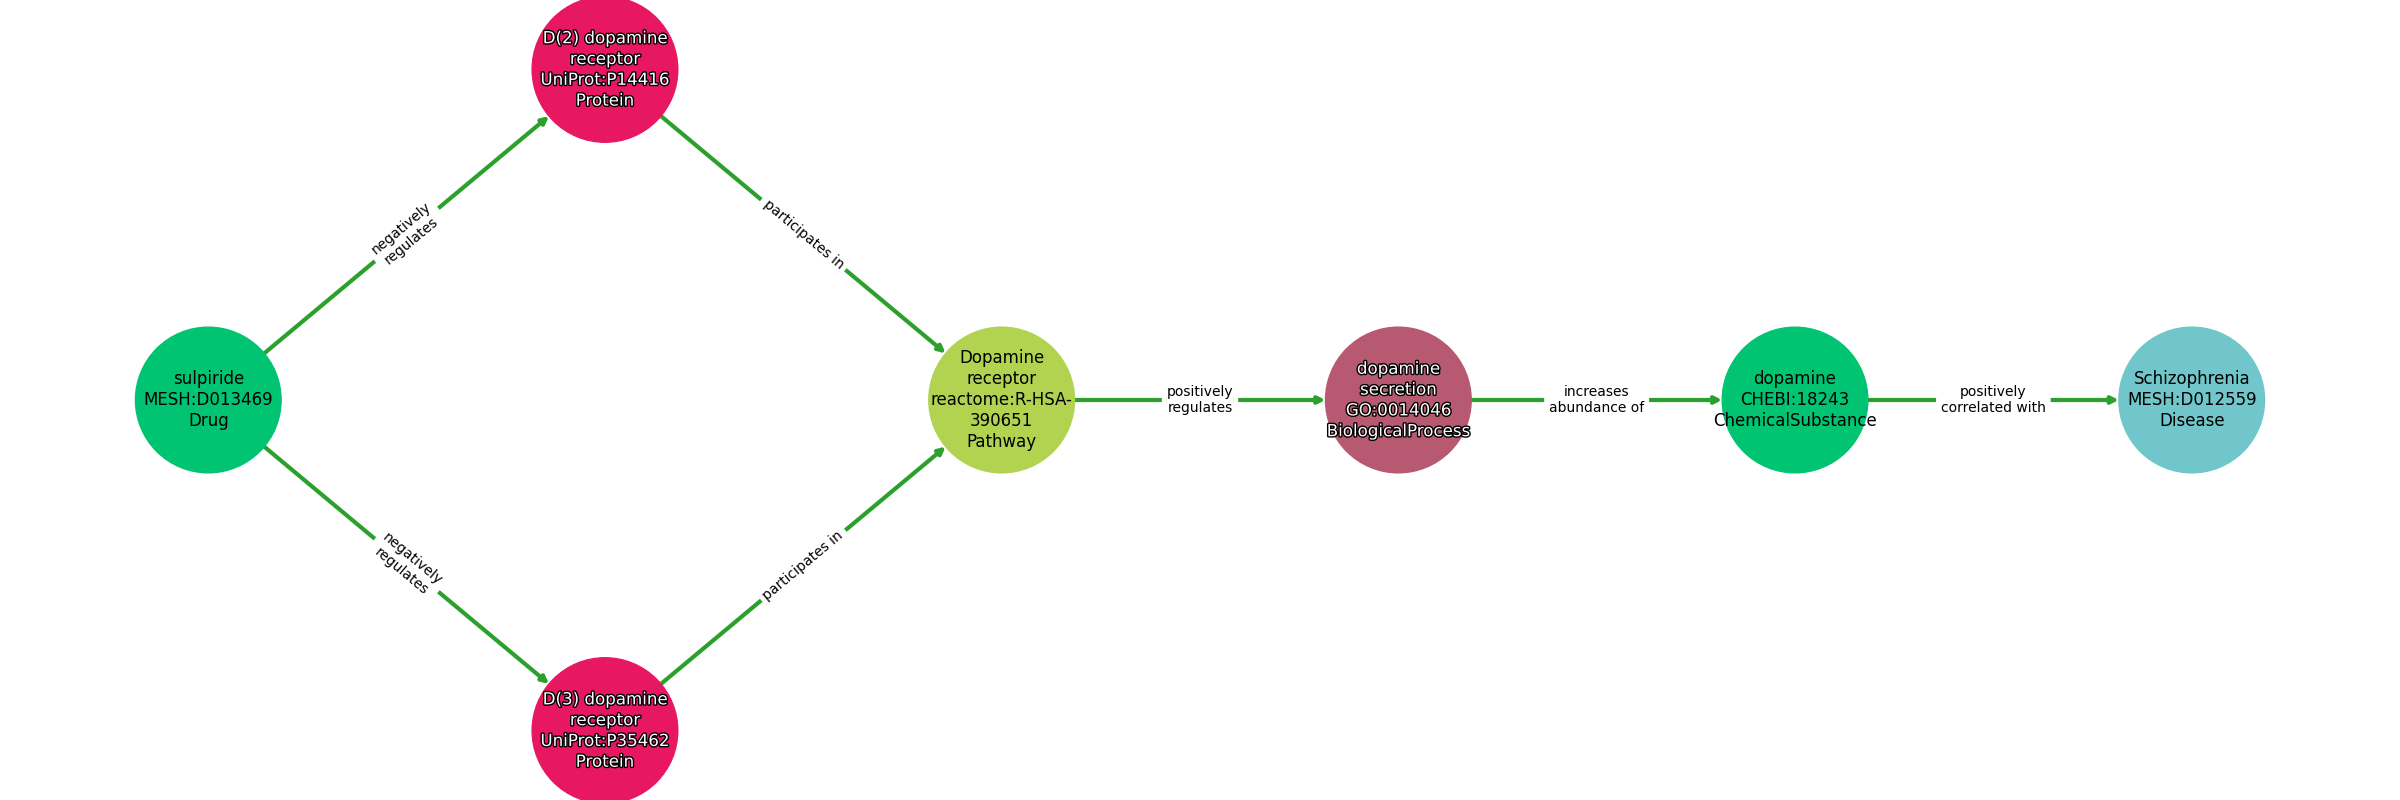 D(2) dopamine
receptor
UniProt:P14416
Protein
negatively
regulates
participates in
sulpiride
MESH:D013469
Drug
Dopamine
receptor
reactome:R-HSA-
390651
Pathway
positively
regulates
dopamine
secretion
GO:0014046
BiologicalProcess
increases
abundance of
dopamine
CHEBI:18243
ChemicalSubstance
positively
correlated with
Schizophrenia
MESH:D012559
Disease
negatively
regulates
participates in
D(3) dopamine
receptor
UniProt:P35462
Protein